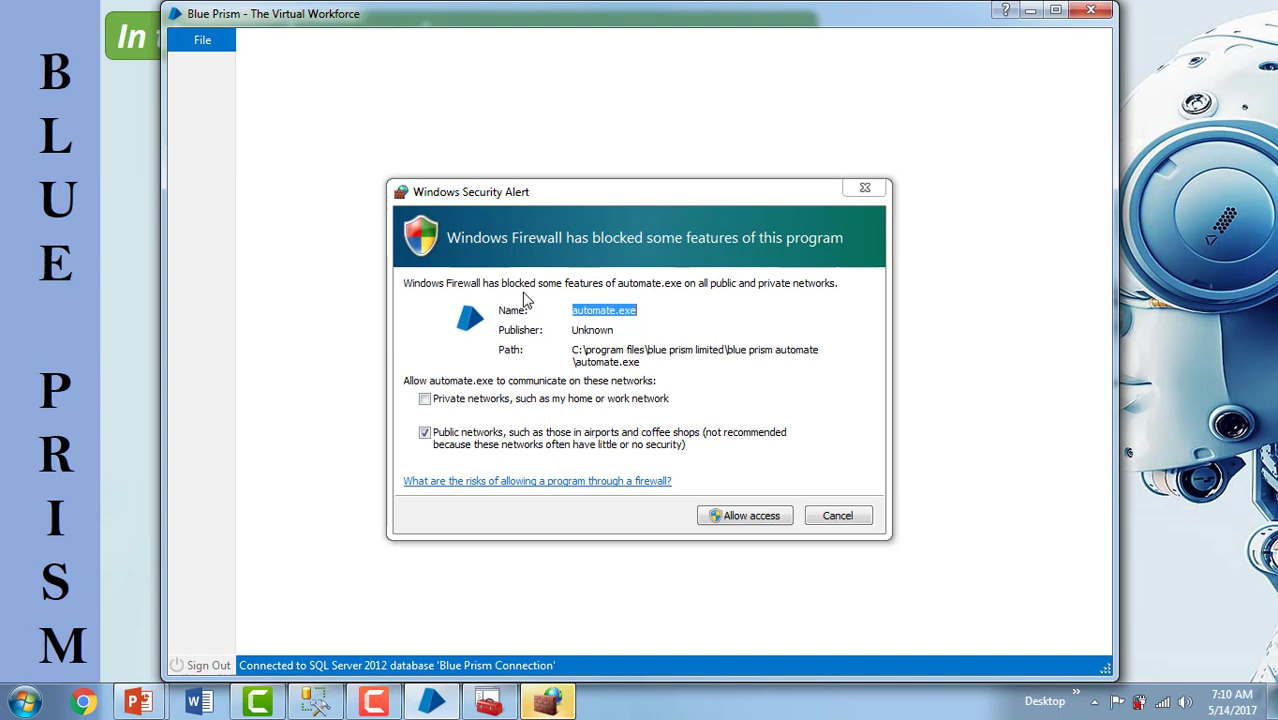 Blue Prism - The Virtual Workforce
In t
File
B
L
U
E
P
R
I
S
M
Windows Security Alert
Windows Firewall has blocked some features of this program
Windows Firewall has blocked some features of automate.exe on all public and private networks.
Name: automate.exe
Publisher: Unknown
Path: C:\program files\blue prism limited\blue prism automate
\automate.exe
Allow automate.exe to communicate on these networks:
Private networks, such as my home or work network
Public networks, such as those in airports and coffee shops (not recommended
because these networks often have little or no security)
What are the risks of allowing a program through a firewall?
Allow access Cancel
Sign Out Connected to SQL Server 2012 database 'Blue Prism Connection'
Desktop
7:10 AM
5/14/2017